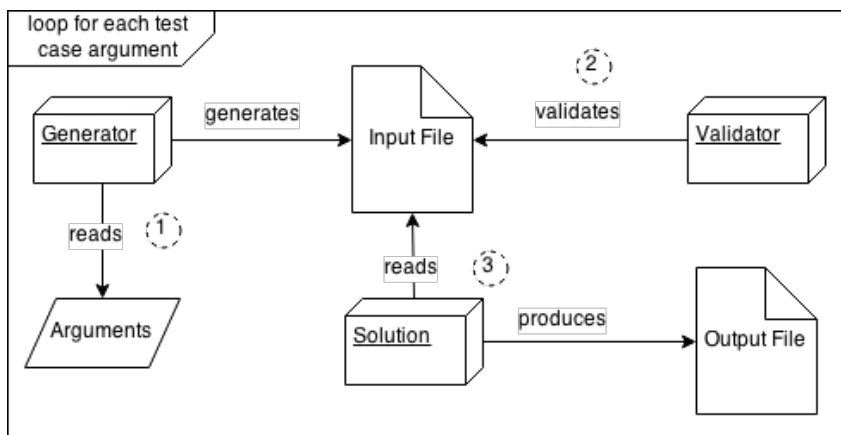 loop for each test
case argument
2
generates
validates
Generator
Input File
Validator
1
reads
3
reads
Arguments
Solution
produces
Output File